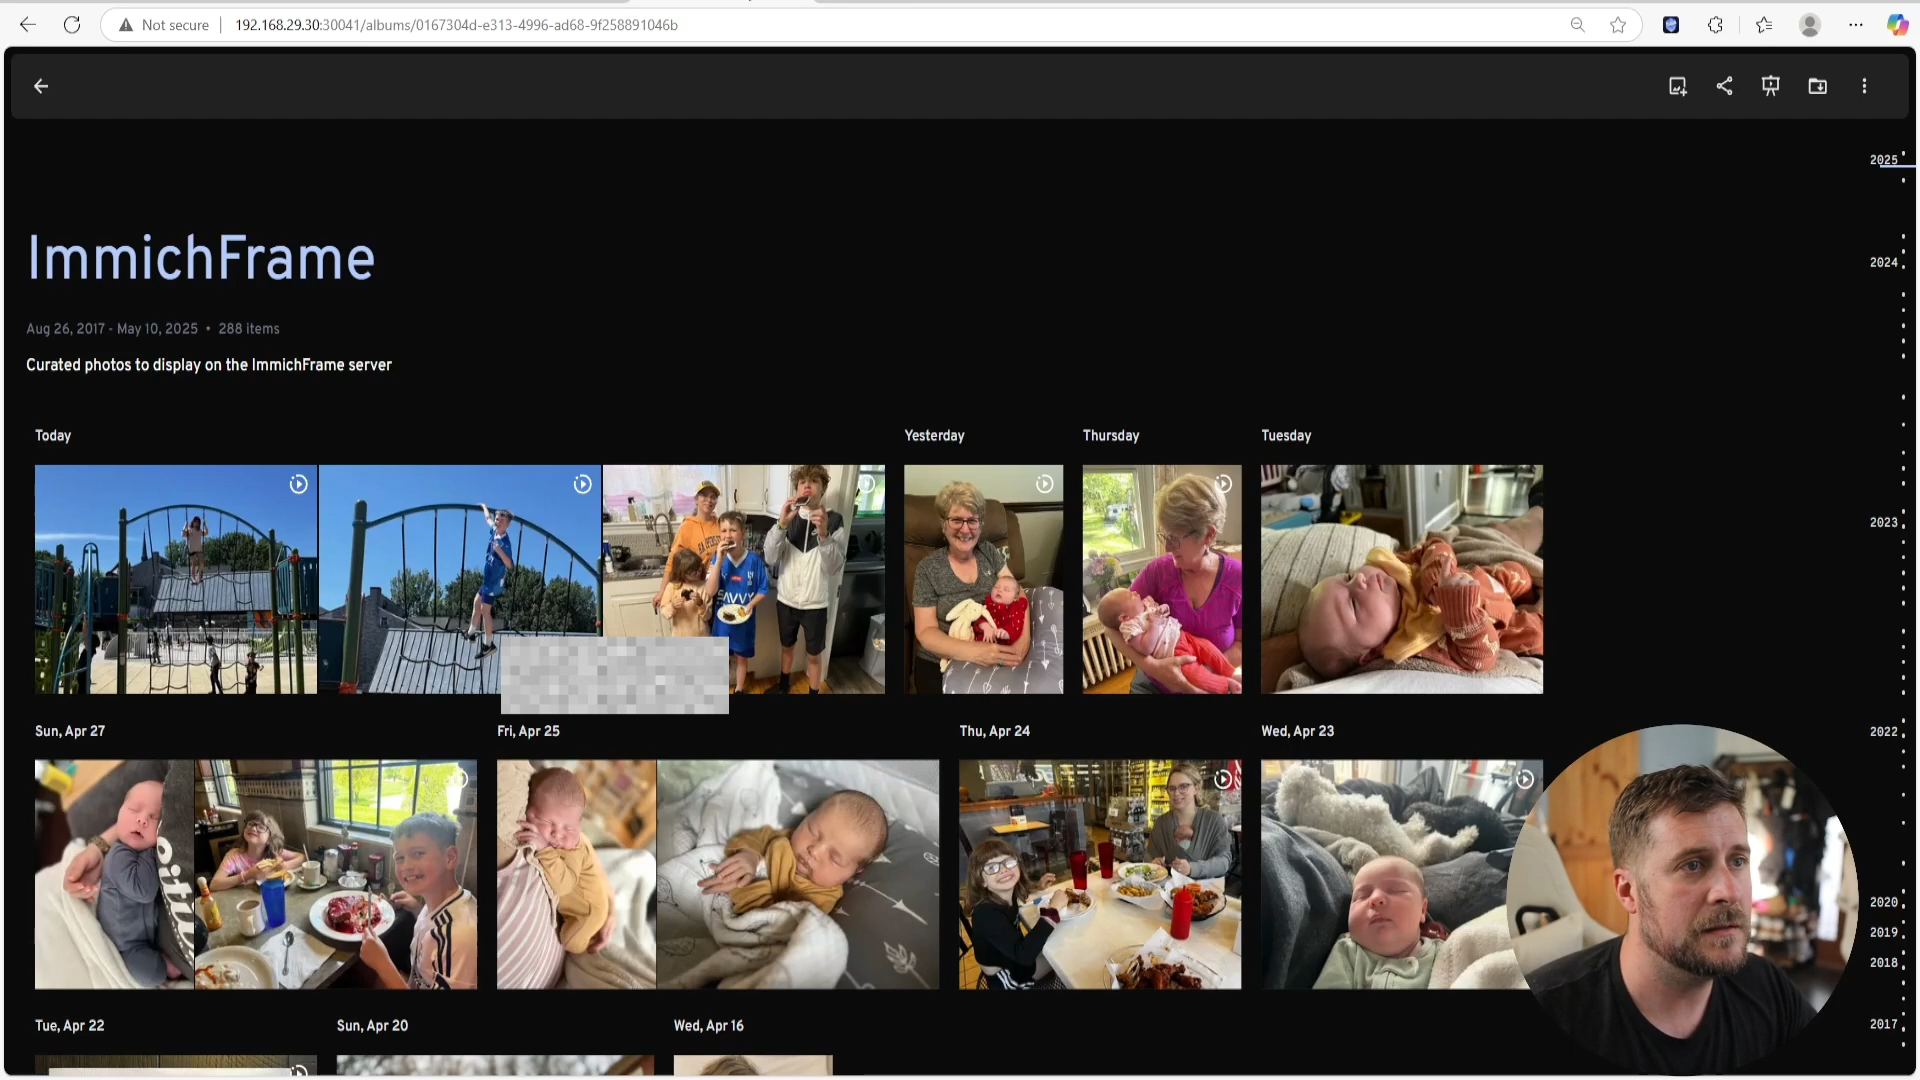 Not secure
192.168.29.30:30041/albums/0167304d-e313-4996-ad68-9f258891046b
2025
ImmichFrame
2024
Aug 26, 2017 - May 10, 2025 • 288 items
Curated photos to display on the ImmichFrame server
Today
Yesterday
Thursday
Tuesday
2023
SAVVY
Sun, Apr 27
Fri, Apr 25
Thu, Apr 24
Wed, Apr 23
2022
2020
2019
2018
Tue, Apr 22
Sun, Apr 20
Wed, Apr 16
2017